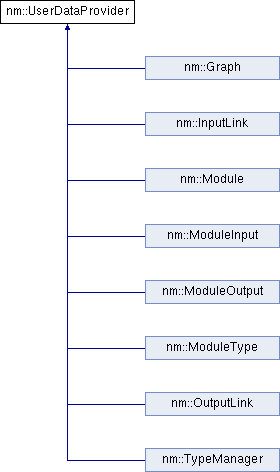 nm::UserDataProvider
nm::Graph
nm::InputLink
nm::Module
nm::ModuleInput
nm::ModuleOutput
nm::ModuleType
nm::OutputLink
nm::TypeManager